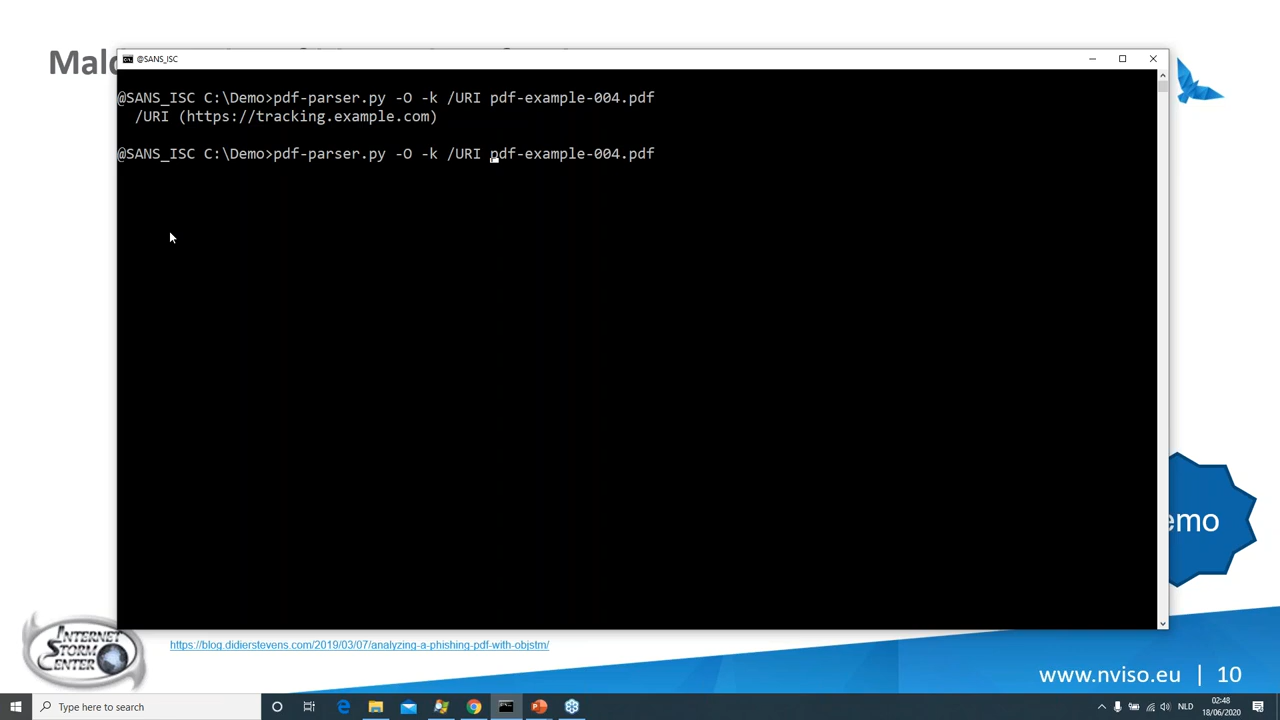 Malo
@SANS_ISC
@SANS_ISC C:\Demo>pdf-parser.py -O -k /URI pdf-example-004.pdf
/URI (https://tracking.example.com)
@SANS_ISC C:\Demo>pdf-parser.py -O -k /URI pdf-example-004.pdf
emo
INTERNET
STORM
CENTER
https://blog.didierstevens.com/2019/03/07/analyzing-a-phishing-pdf-with-objstm/
www.nviso.eu | 10
Type here to search
NLD
02:48
18/06/2020